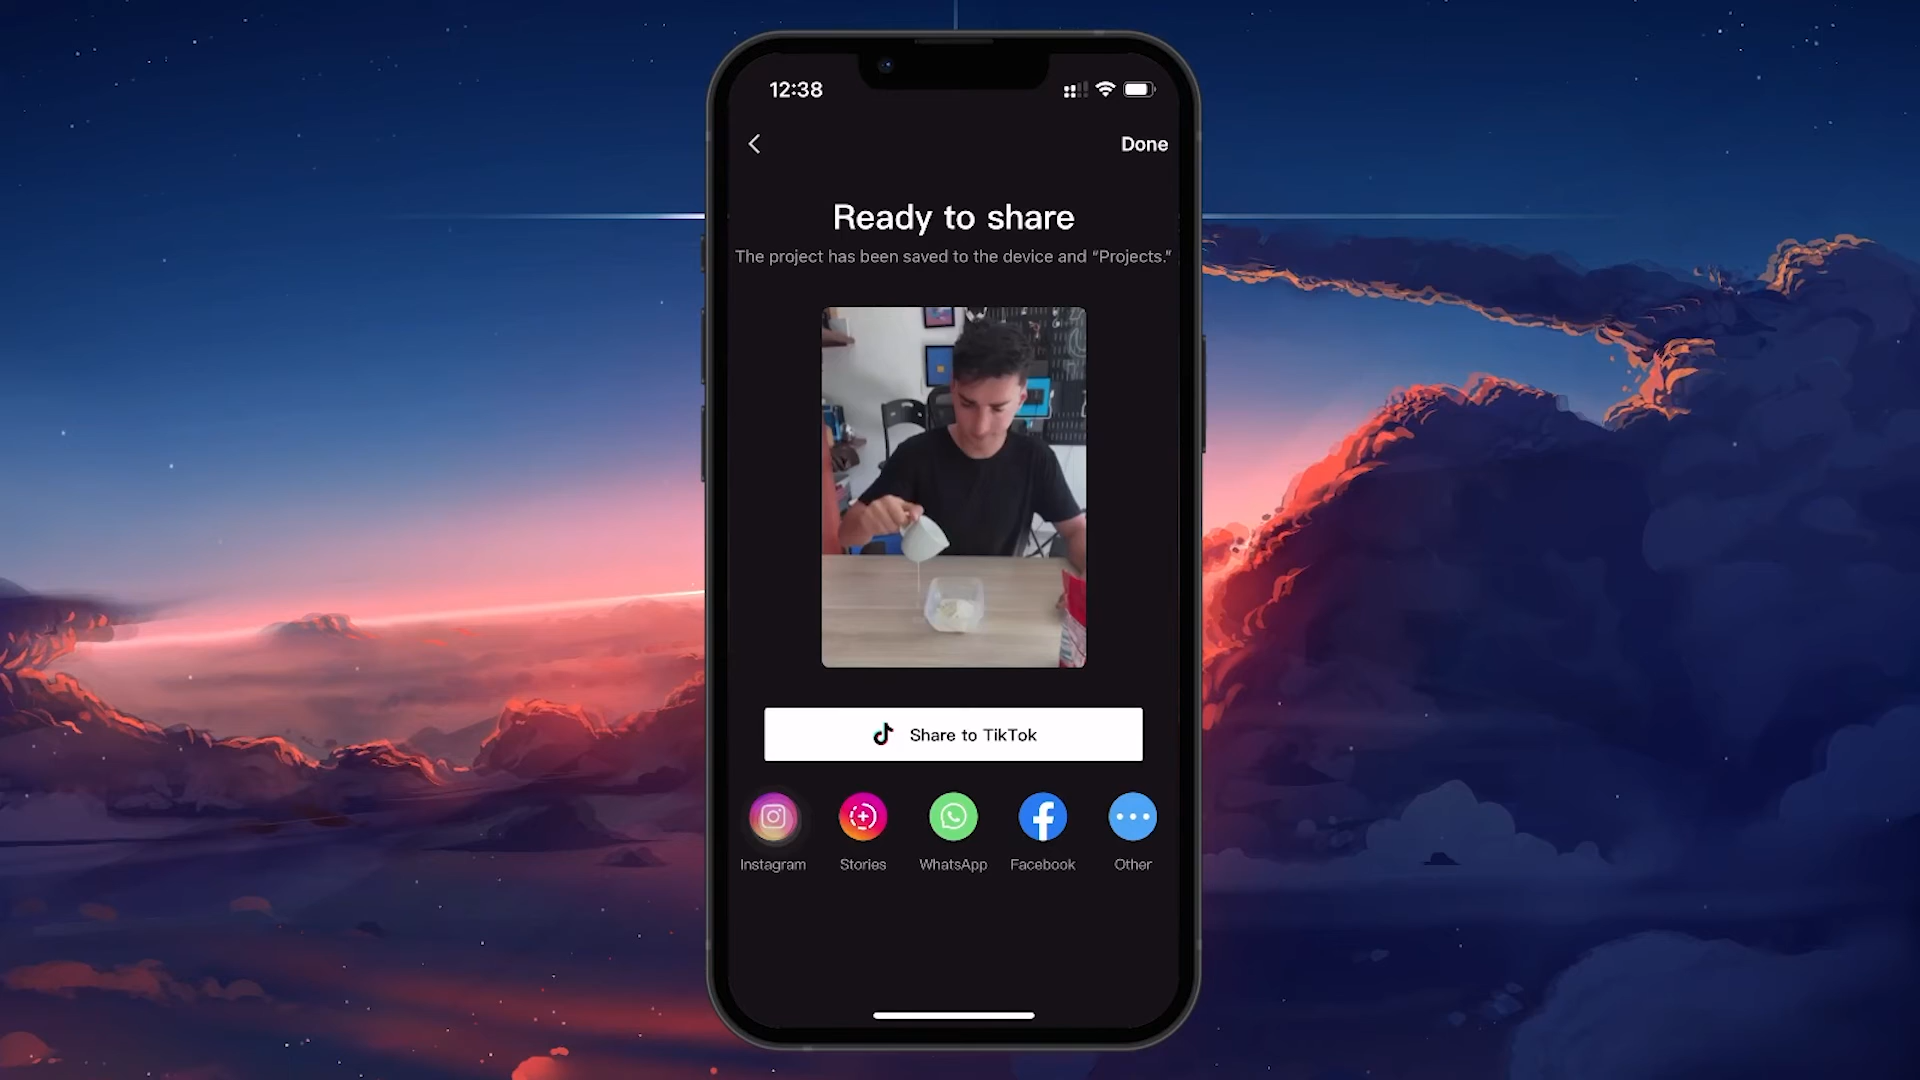 12:38
Done
Ready to share
The project has been saved to the device and “Projects.”
Share to TikTok
Instagram
Stories
WhatsApp
Facebook
Other